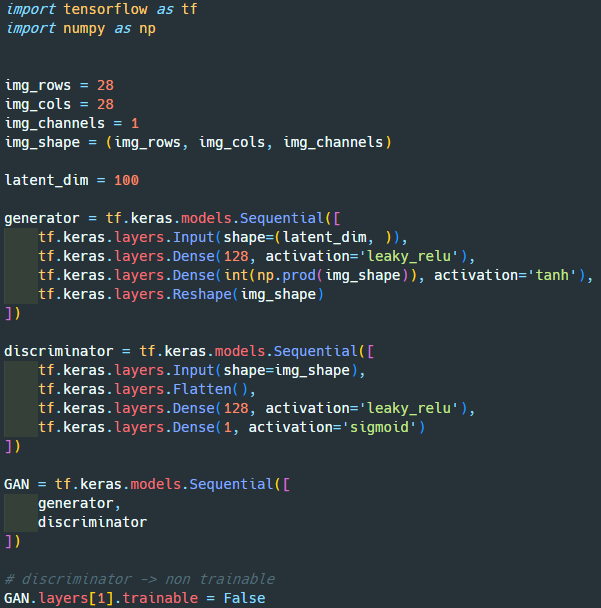 import tensorflow as tf
import numpy as np
img_rows = 28
img_cols = 28
img_channels = 1
img_shape = (img_rows, img_cols, img_channels)
latent_dim = 100
generator = tf.keras.models.Sequential([
    tf.keras.layers.Input(shape=(latent_dim, )),
    tf.keras.layers.Dense(128, activation='leaky_relu'),
    tf.keras.layers.Dense(int(np.prod(img_shape)), activation='tanh'),
    tf.keras.layers.Reshape(img_shape)
])
discriminator = tf.keras.models.Sequential([
    tf.keras.layers.Input(shape=img_shape),
    tf.keras.layers.Flatten(),
    tf.keras.layers.Dense(128, activation='leaky_relu'),
    tf.keras.layers.Dense(1, activation='sigmoid')
])
GAN = tf.keras.models.Sequential([
    generator,
    discriminator
])
# discriminator -> non trainable
GAN.layers[1].trainable = False